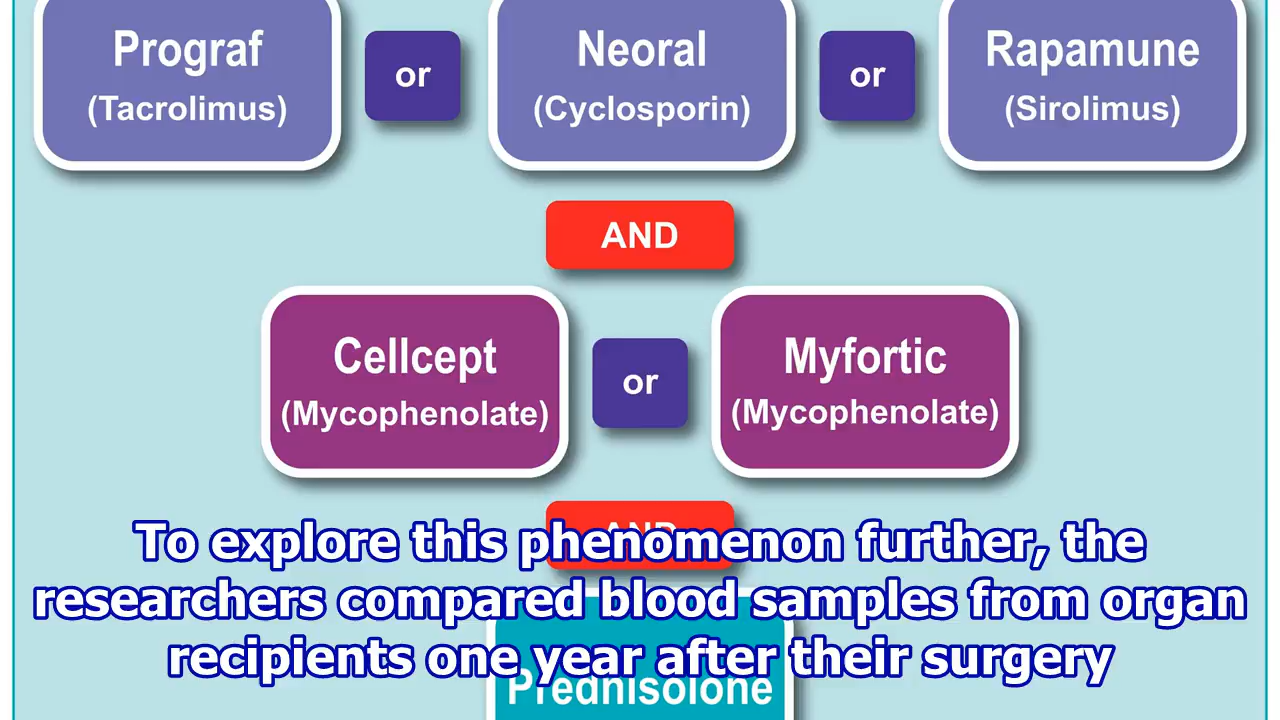 Prograf or Neoral or Rapamune
(Tacrolimus) (Cyclosporin) (Sirolimus)
AND
Cellcept or Myfortic
(Mycophenolate) (Mycophenolate)
AND
To explore this phenomenon further, the
researchers compared blood samples from organ
recipients one year after their surgery
Prednisolone